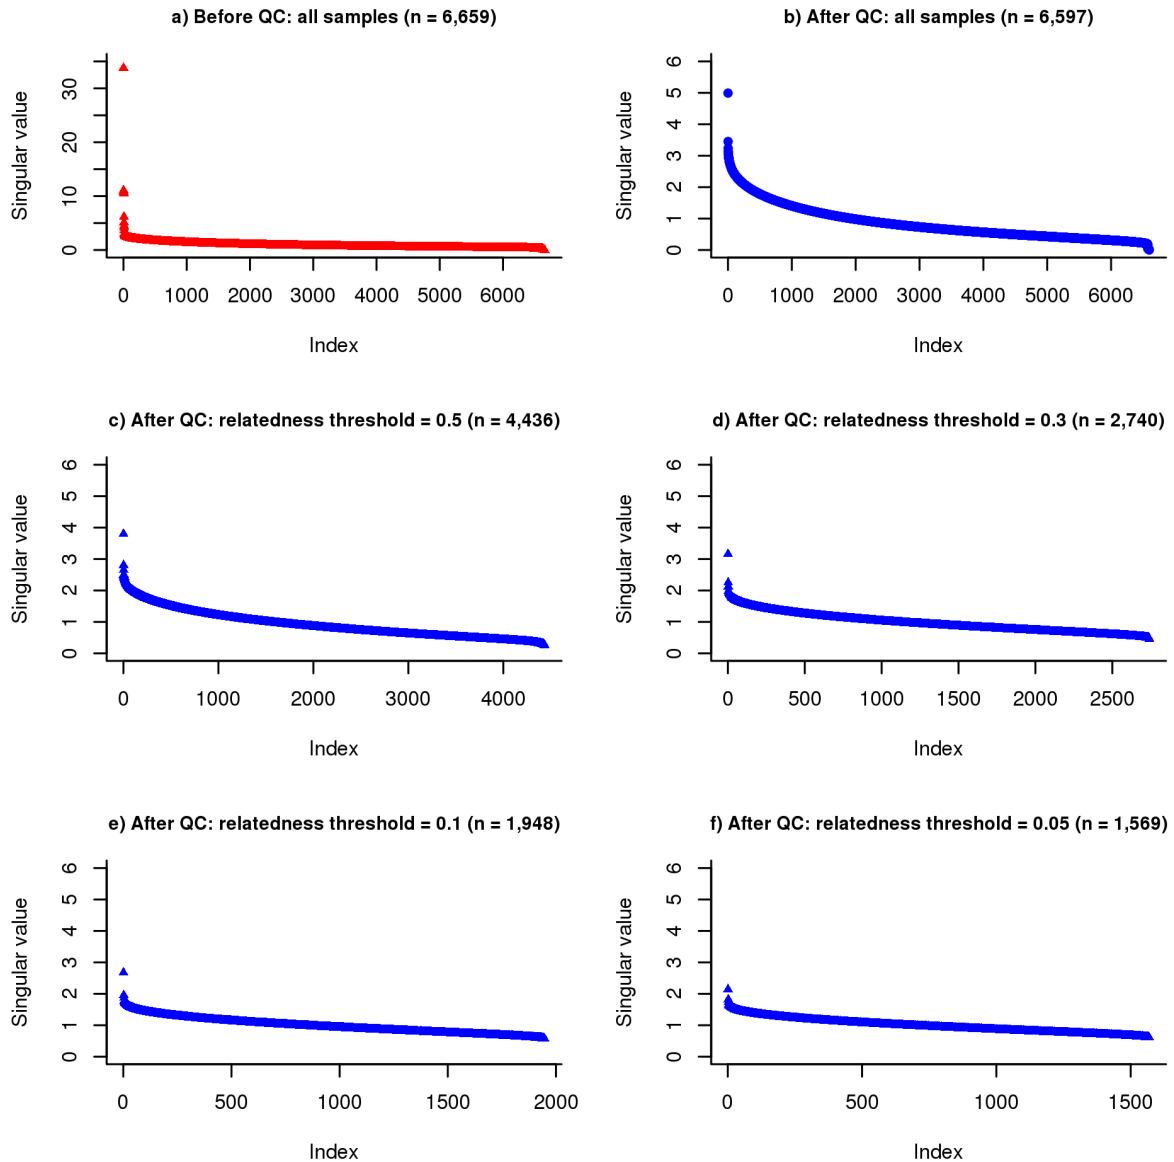 a) Before QC: all samples (n = 6,659)
Singular value
0 10 20 30
0 1000 2000 3000 4000 5000 6000
Index
b) After QC: all samples (n = 6,597)
Singular value
0 1 2 3 4 5 6
0 1000 2000 3000 4000 5000 6000
Index
c) After QC: relatedness threshold = 0.5 (n = 4,436)
Singular value
0 1 2 3 4 5 6
0 1000 2000 3000 4000
Index
d) After QC: relatedness threshold = 0.3 (n = 2,740)
Singular value
0 1 2 3 4 5 6
0 500 1000 1500 2000 2500
Index
e) After QC: relatedness threshold = 0.1 (n = 1,948)
Singular value
0 1 2 3 4 5 6
0 500 1000 1500 2000
Index
f) After QC: relatedness threshold = 0.05 (n = 1,569)
Singular value
0 1 2 3 4 5 6
0 500 1000 1500
Index